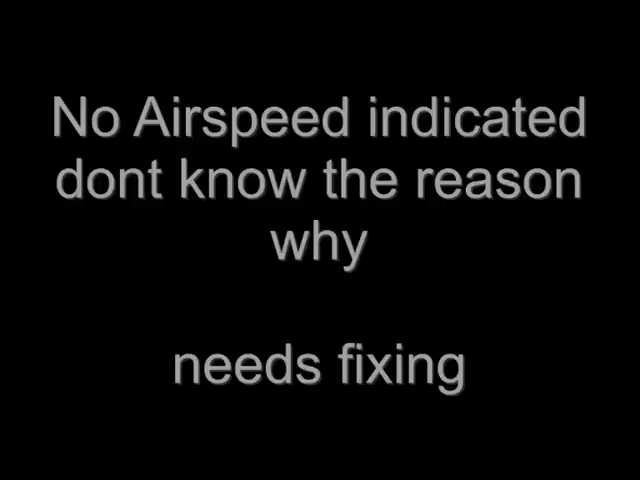 No Airspeed indicated
dont know the reason
why
needs fixing